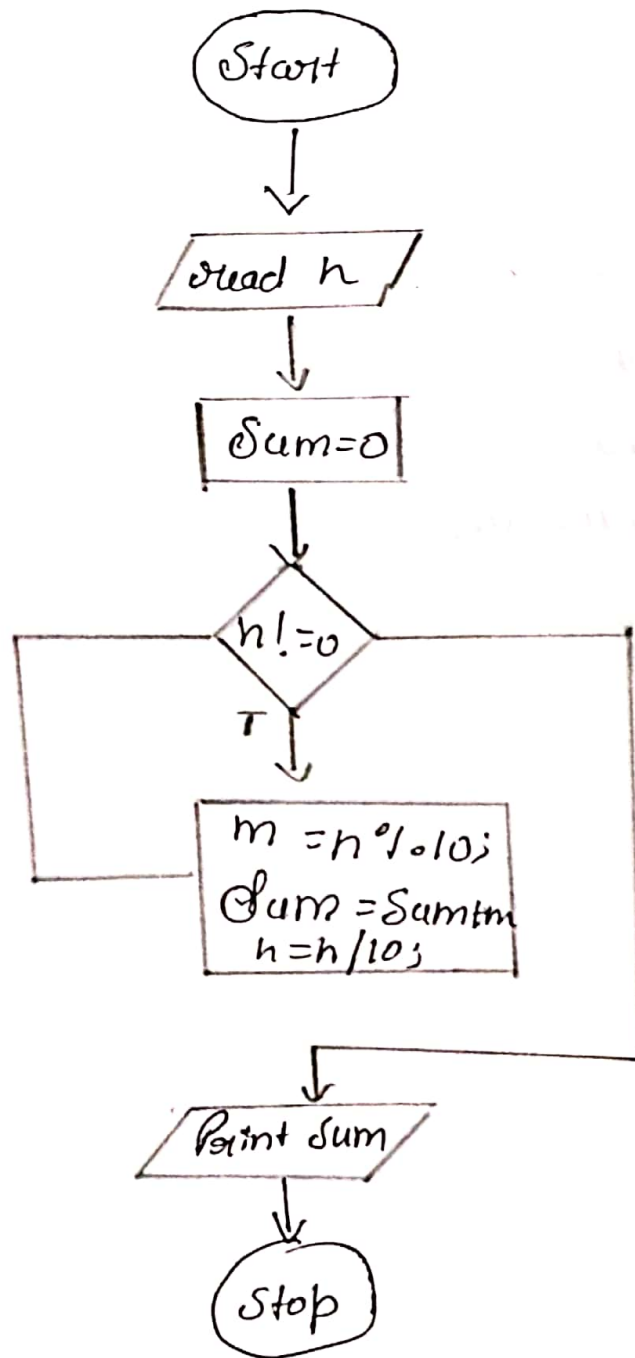 Start
read n
Sum=0
n!=0
T
m = n%10;
Sum = Sum+m
n=n/10;
Print Sum
Stop